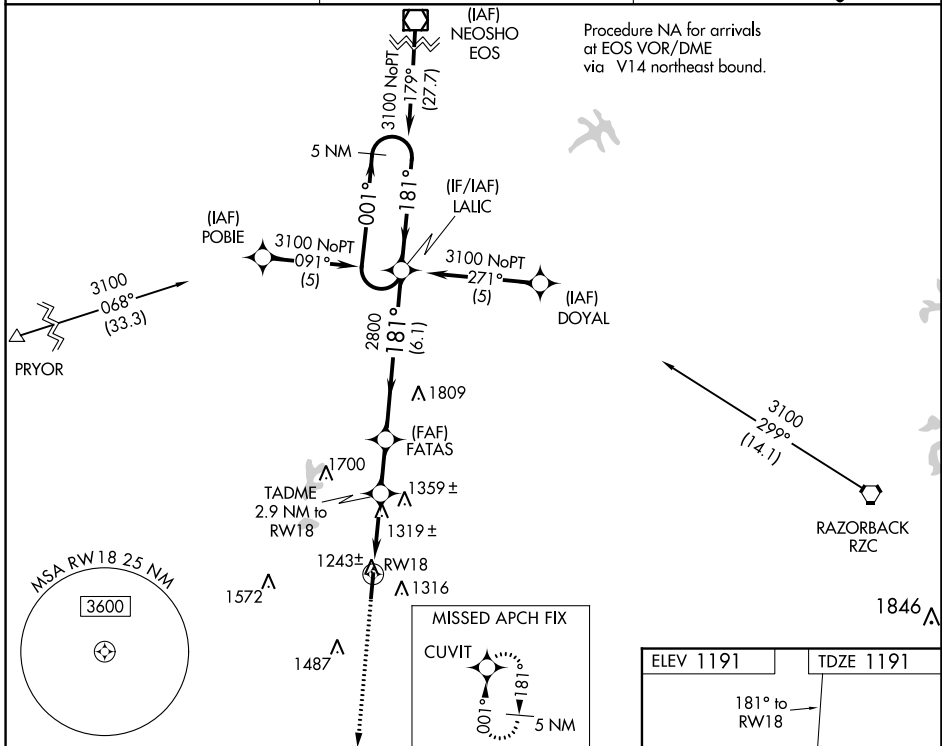 (IAF)
NEOSHO
EOS
Procedure NA for arrivals
at EOS VOR/DME
via V14 northeast bound.
3100 NoPT
179°
(27.7)
5 NM
001°
181°
(IF/IAF)
LALIC
(IAF)
POBIE
3100 NoPT
091°
(5)
3100 NoPT
271°
(5)
(IAF)
DOYAL
3100
068°
(33.3)
PRYOR
2800
181°
(6.1)
1809
(FAF)
FATAS
3100
299°
(14.1)
RAZORBACK
RZC
1700
TADME
2.9 NM to
RW18
1359 ±
1319 ±
1243±
RW18
1316
1572
1487
1846
MSA RW18 25 NM
3600
MISSED APCH FIX
CUVIT
001°
181°
5 NM
ELEV 1191
TDZE 1191
181° to
RW18